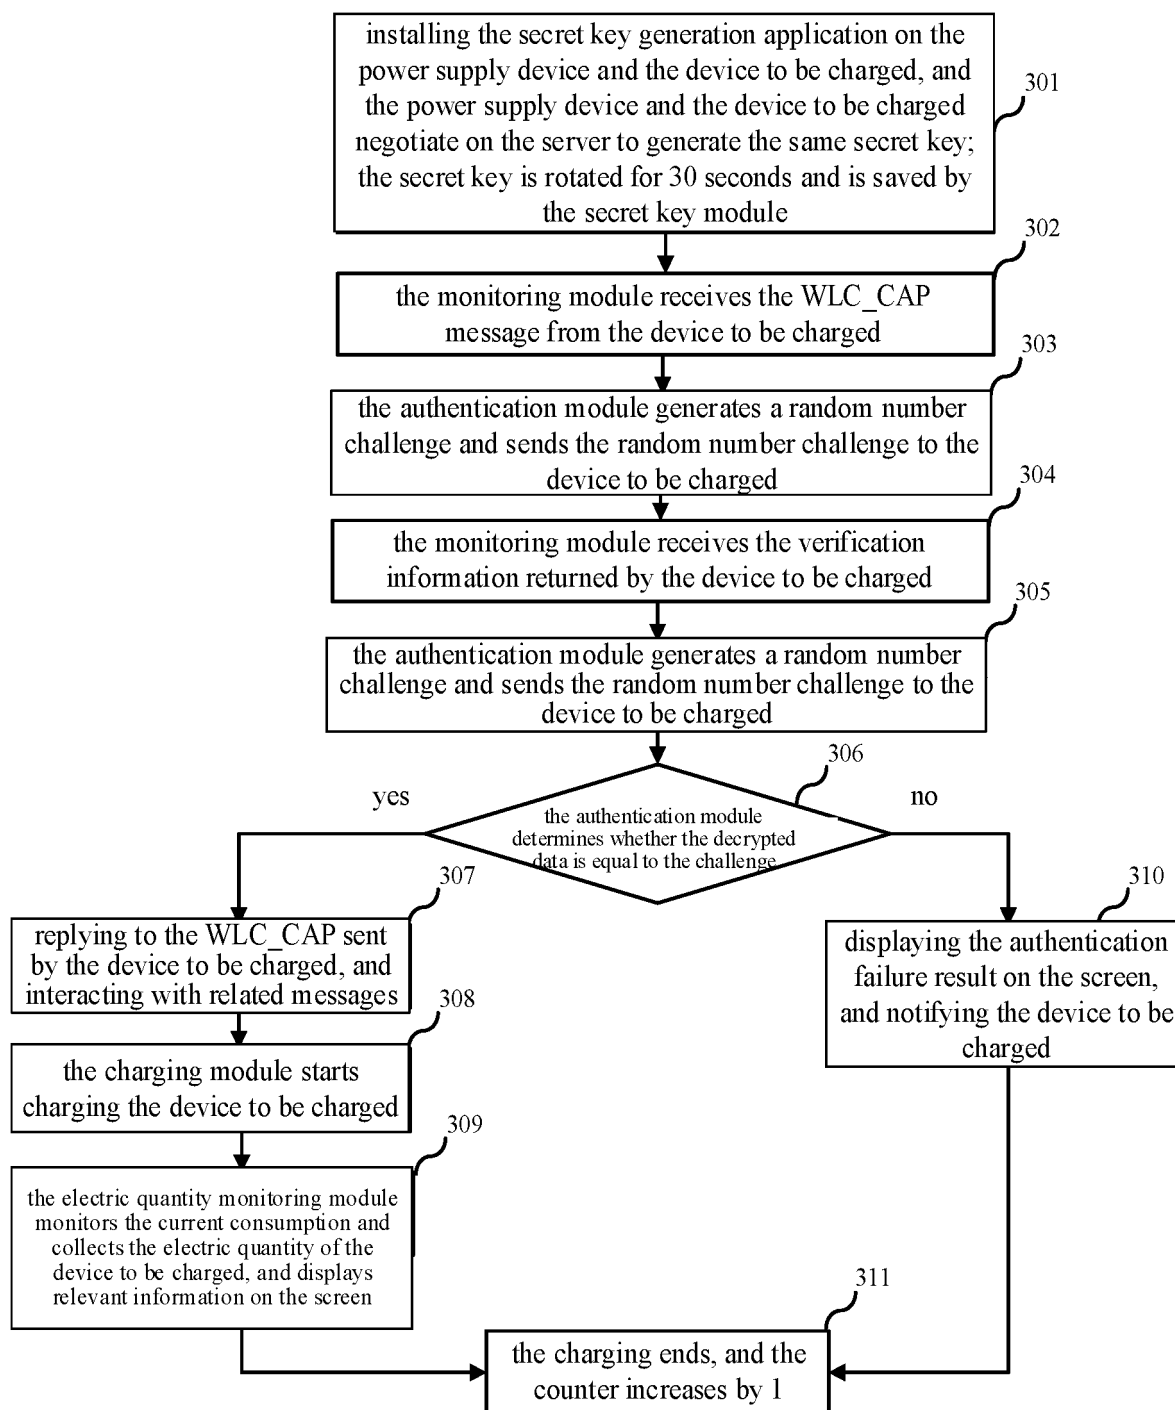 installing the secret key generation application on the
power supply device and the device to be charged, and
the power supply device and the device to be charged
negotiate on the server to generate the same secret key;
the secret key is rotated for 30 seconds and is saved by
the secret key module
301
302
the monitoring module receives the WLC_CAP
message from the device to be charged
303
the authentication module generates a random number
challenge and sends the random number challenge to the
device to be charged
304
the monitoring module receives the verification
information returned by the device to be charged
305
the authentication module generates a random number
challenge and sends the random number challenge to the
device to be charged
306
yes
no
the authentication module
determines whether the decrypted
data is equal to the challenge
307
replying to the WLC_CAP sent
by the device to be charged, and
interacting with related messages
308
the charging module starts
charging the device to be charged
309
the electric quantity monitoring module
monitors the current consumption and
collects the electric quantity of the
device to be charged, and displays
relevant information on the screen
310
displaying the authentication
failure result on the screen,
and notifying the device to be
charged
311
the charging ends, and the
counter increases by 1